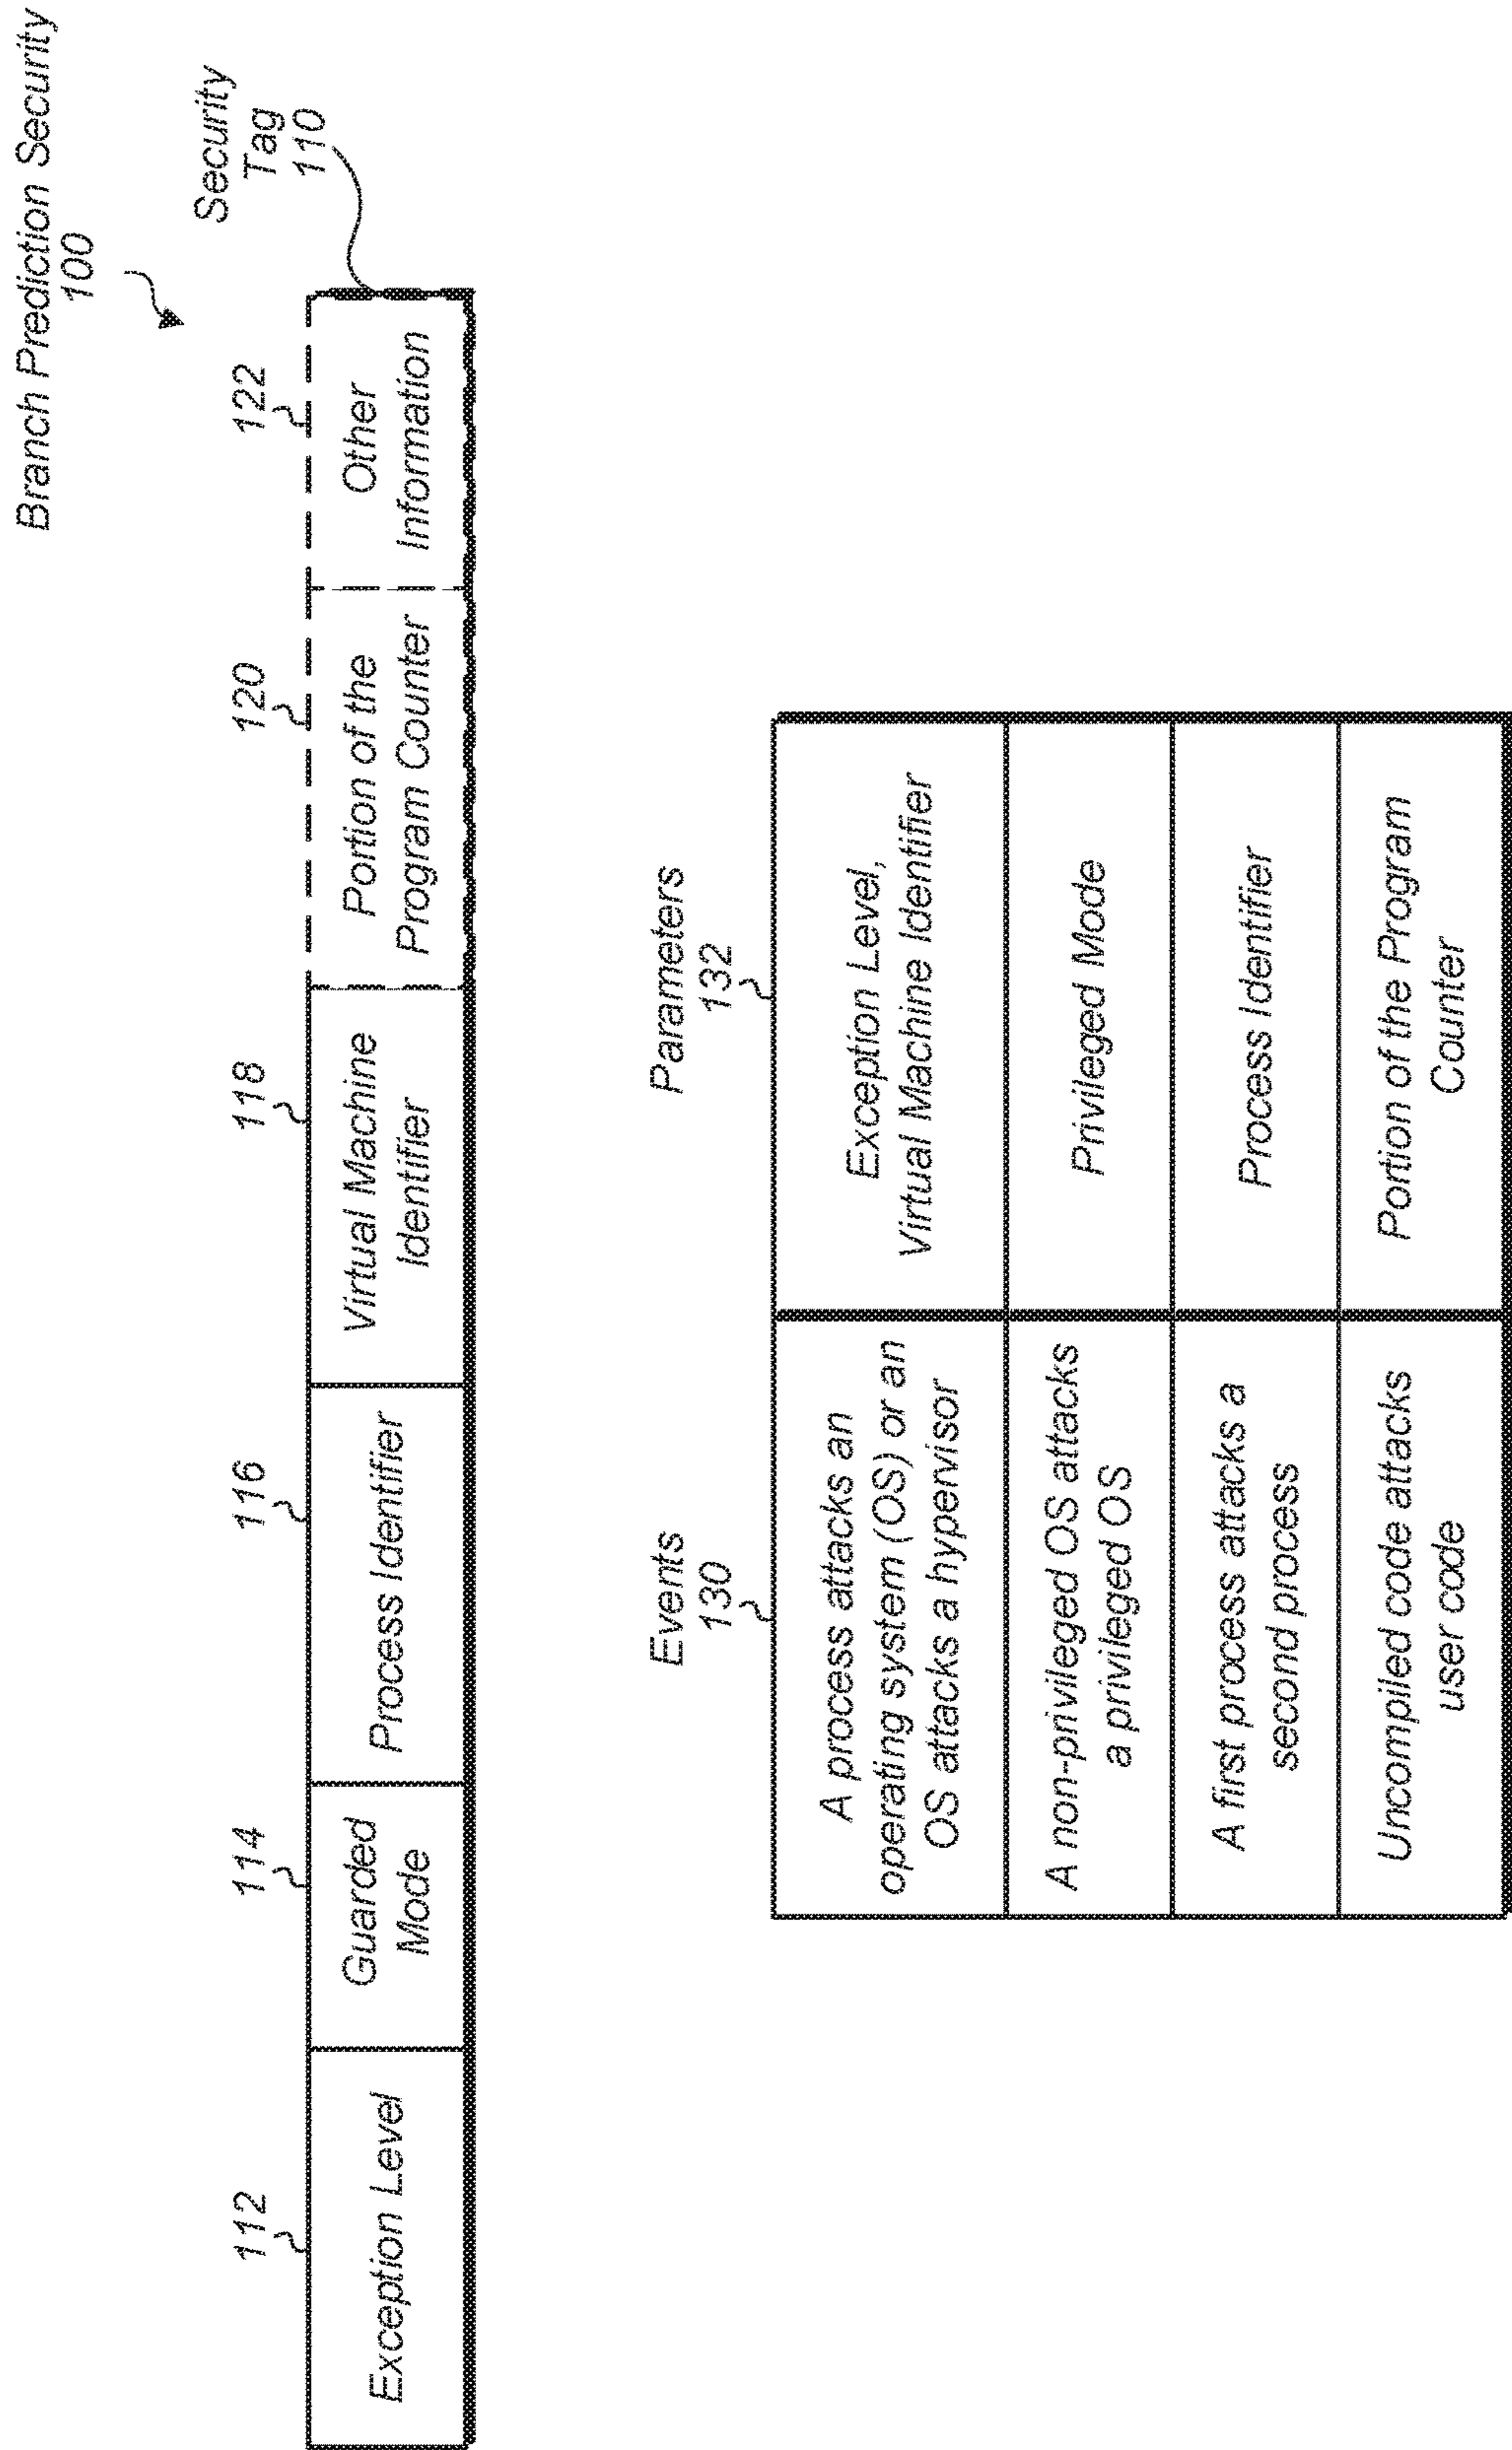 Branch Prediction Security
100
Security
Tag
110
112
114
116
118
120
122
Exception Level
Guarded
Mode
Process Identifier
Virtual Machine
Identifier
Portion of the
Program Counter
Other
Information
Events
130
Parameters
132
A process attacks an
operating system (OS) or an
OS attacks a hypervisor
Exception Level,
Virtual Machine Identifier
A non-privileged OS attacks
a privileged OS
Privileged Mode
A first process attacks a
second process
Process Identifier
Uncompiled code attacks
user code
Portion of the Program
Counter